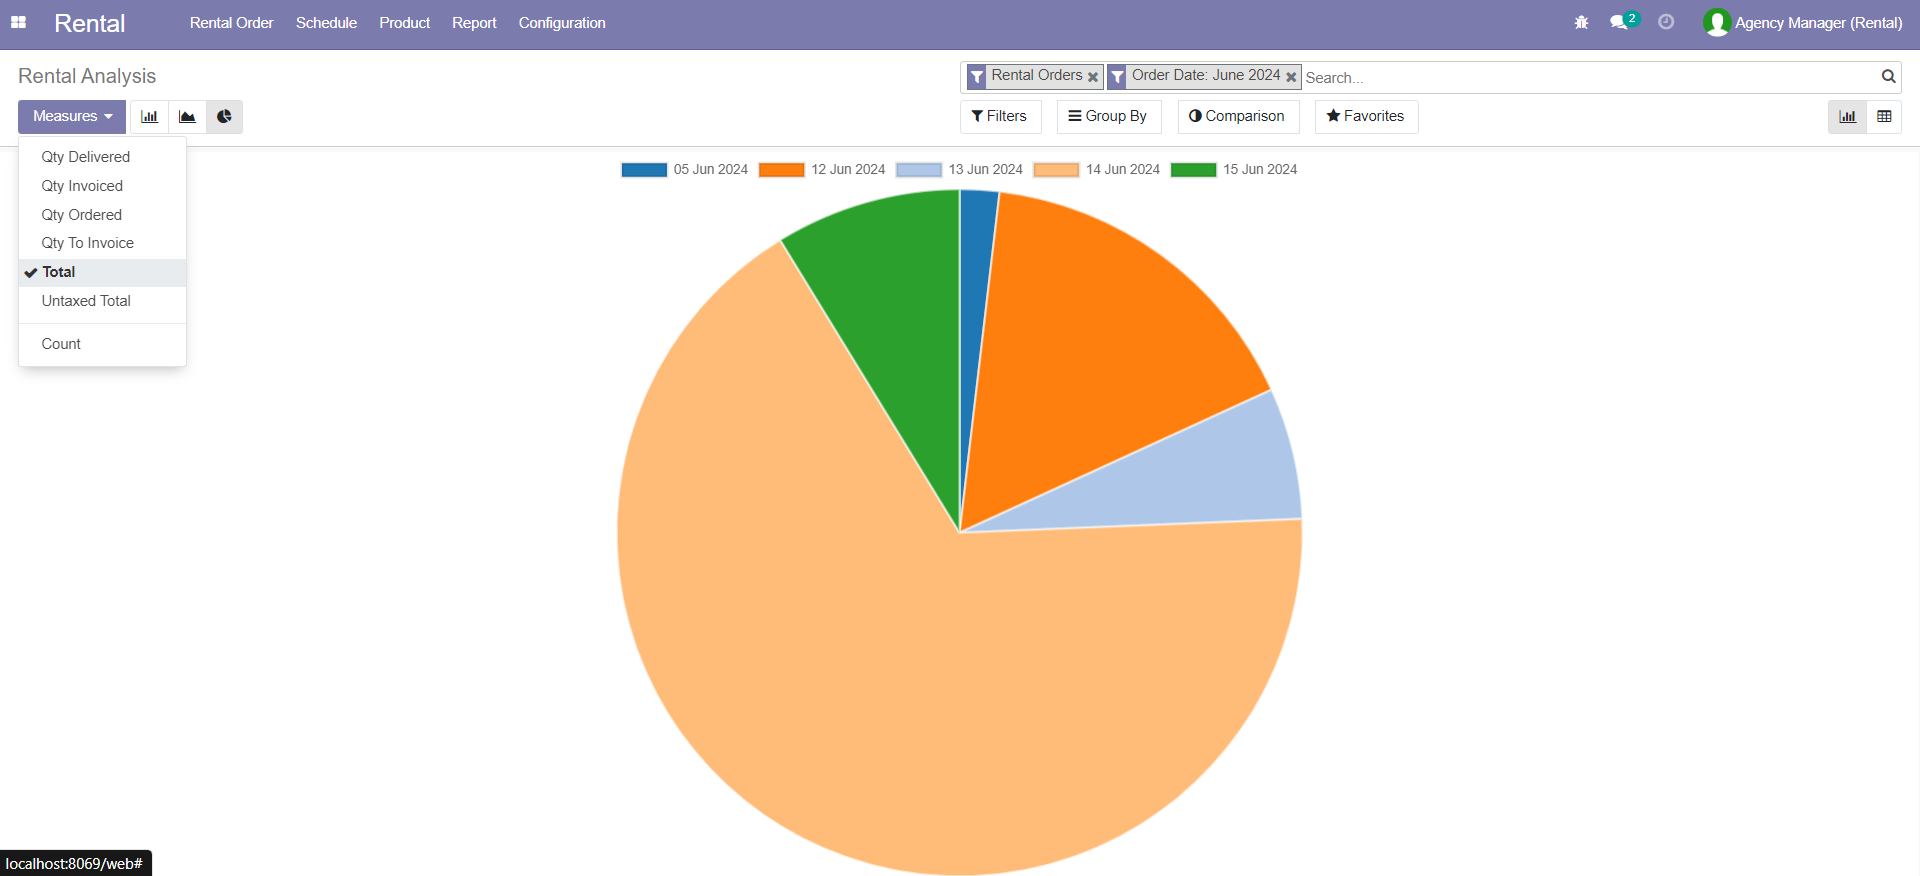 Rental Rental Order Schedule Product Report Configuration 2 Agency Manager (Rental)
Rental Analysis
Rental Orders Order Date: June 2024 Search...
Measures Filters Group By Comparison Favorites
Qty Delivered
Qty Invoiced
Qty Ordered
Qty To Invoice
Total
Untaxed Total
Count
05 Jun 2024 12 Jun 2024 13 Jun 2024 14 Jun 2024 15 Jun 2024
localhost:8069/web#